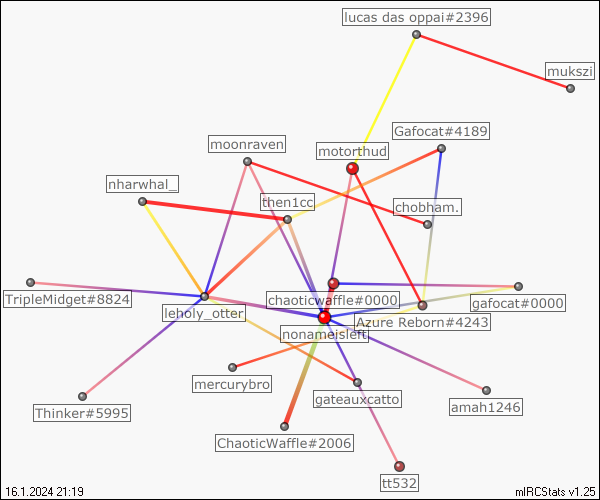 lucas das oppai#2396
mukszi
Gafocat#4189
moonraven
motorthud
nharwhal_
then1cc
chobham.
TripleMidget#8824
chaoticwaffle#0000
gafocat#0000
leholy_otter
Azure Reborn#4243
nonameisleft
mercurybro
gateauxcatto
amah1246
Thinker#5995
ChaoticWaffle#2006
tt532
16.1.2024 21:19
mIRCStats v1.25